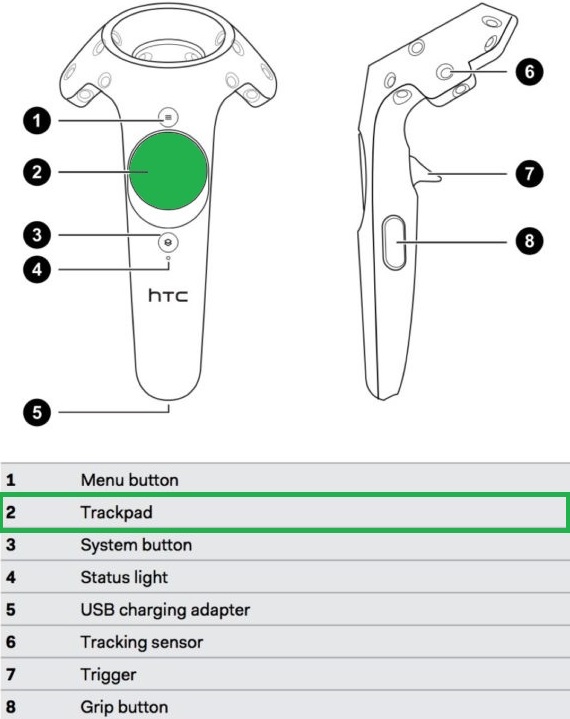 1
2
3
4
5
6
7
8
hTC
1 Menu button
2 Trackpad
3 System button
4 Status light
5 USB charging adapter
6 Tracking sensor
7 Trigger
8 Grip button